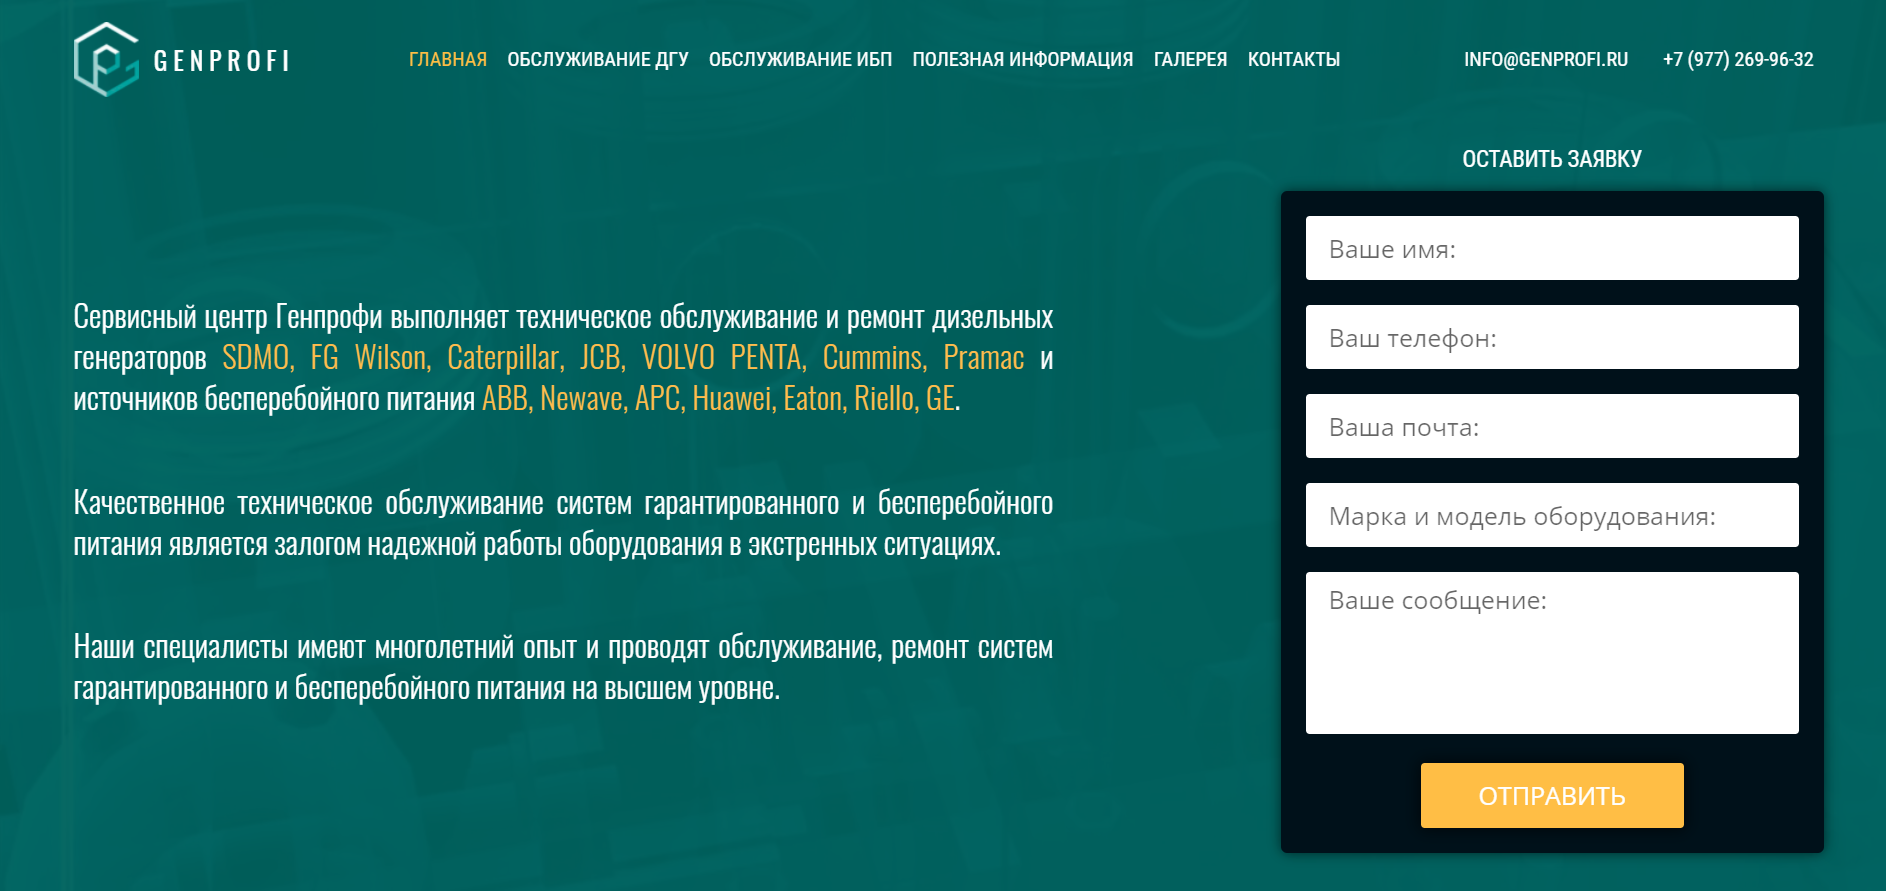 GENPROFI
ГЛАВНАЯ ОБСЛУЖИВАНИЕ ДГУ ОБСЛУЖИВАНИЕ ИБП ПОЛЕЗНАЯ ИНФОРМАЦИЯ ГАЛЕРЕЯ КОНТАКТЫ
INFO@GENPROFI.RU +7 (977) 269-96-32
Сервисный центр Генпрофи выполняет техническое обслуживание и ремонт дизельных
генераторов SDMO, FG Wilson, Caterpillar, JCB, VOLVO PENTA, Cummins, Pramac и
источников бесперебойного питания ABB, Newave, APC, Huawei, Eaton, Riello, GE.
Качественное техническое обслуживание систем гарантированного и бесперебойного
питания является залогом надежной работы оборудования в экстренных ситуациях.
Наши специалисты имеют многолетний опыт и проводят обслуживание, ремонт систем
гарантированного и бесперебойного питания на высшем уровне.
ОСТАВИТЬ ЗАЯВКУ
Ваше имя:
Ваш телефон:
Ваша почта:
Марка и модель оборудования:
Ваше сообщение:
ОТПРАВИТЬ